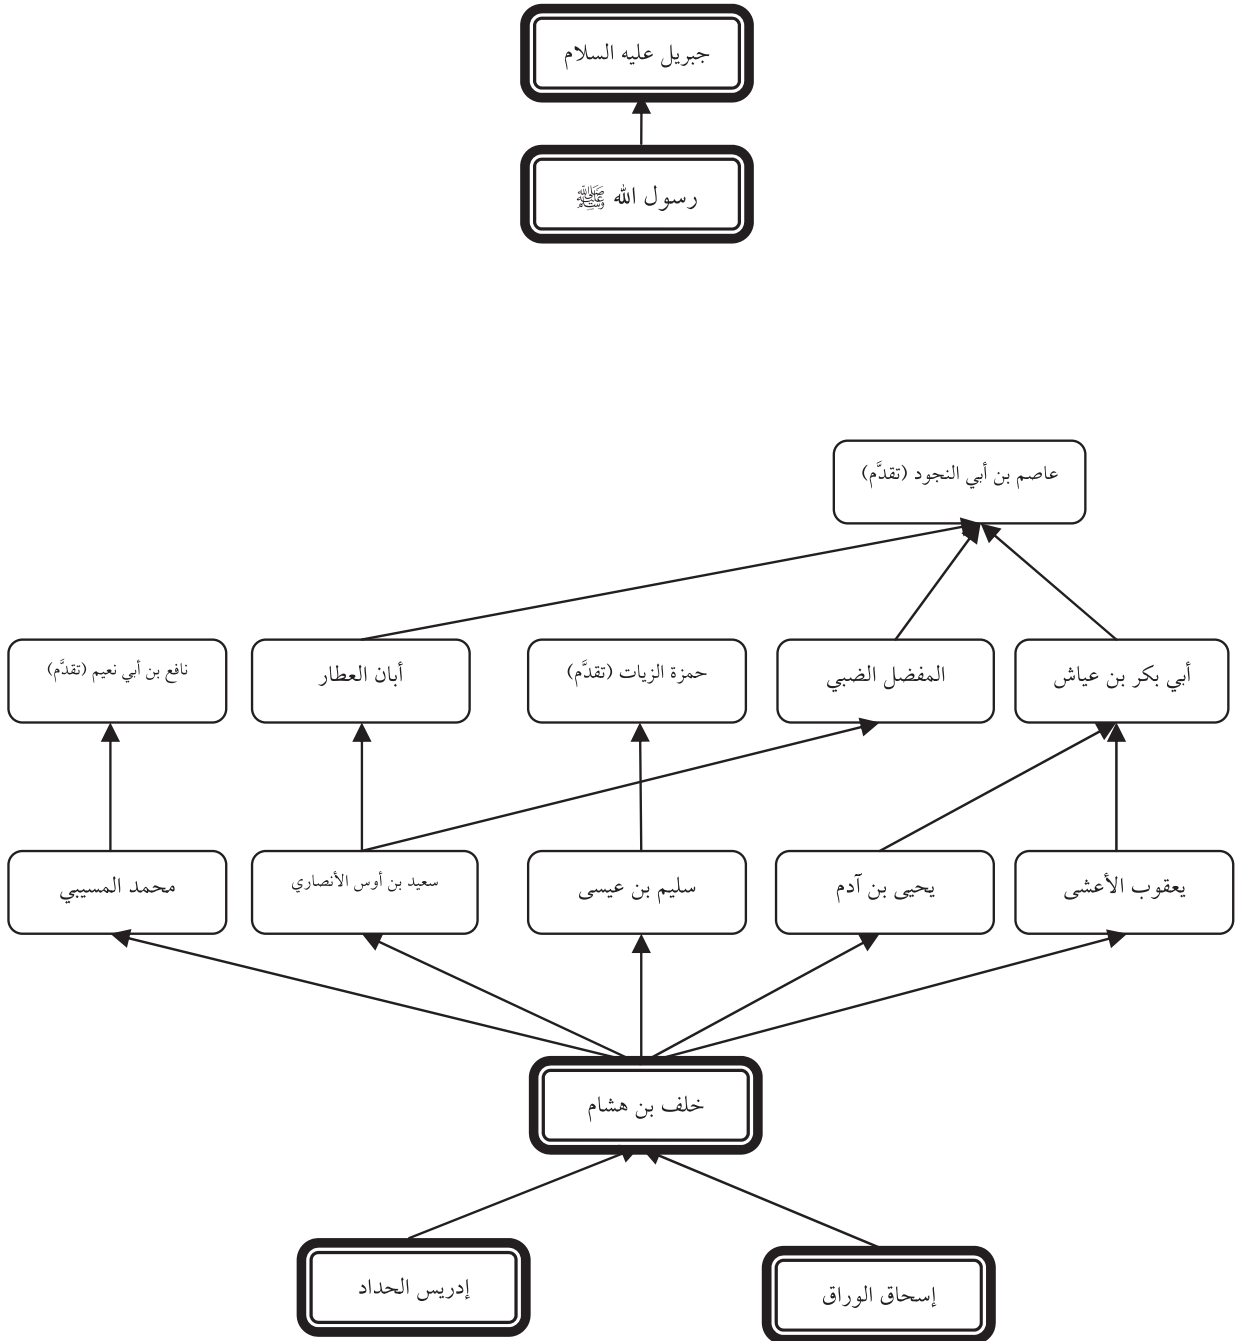 جبريل عليه السلام
رسول الله ﷺ
عاصم بن أبي النجود (تقدَّم)
أبي بكر بن عياش
المفضل الضبي
حمزة الزيات (تقدَّم)
أبان العطار
نافع بن أبي نعيم (تقدَّم)
يعقوب الأعشى
يحيى بن آدم
سليم بن عيسى
سعيد بن أوس الأنصاري
محمد المسيبي
خلف بن هشام
إسحاق الوراق
إدريس الحداد